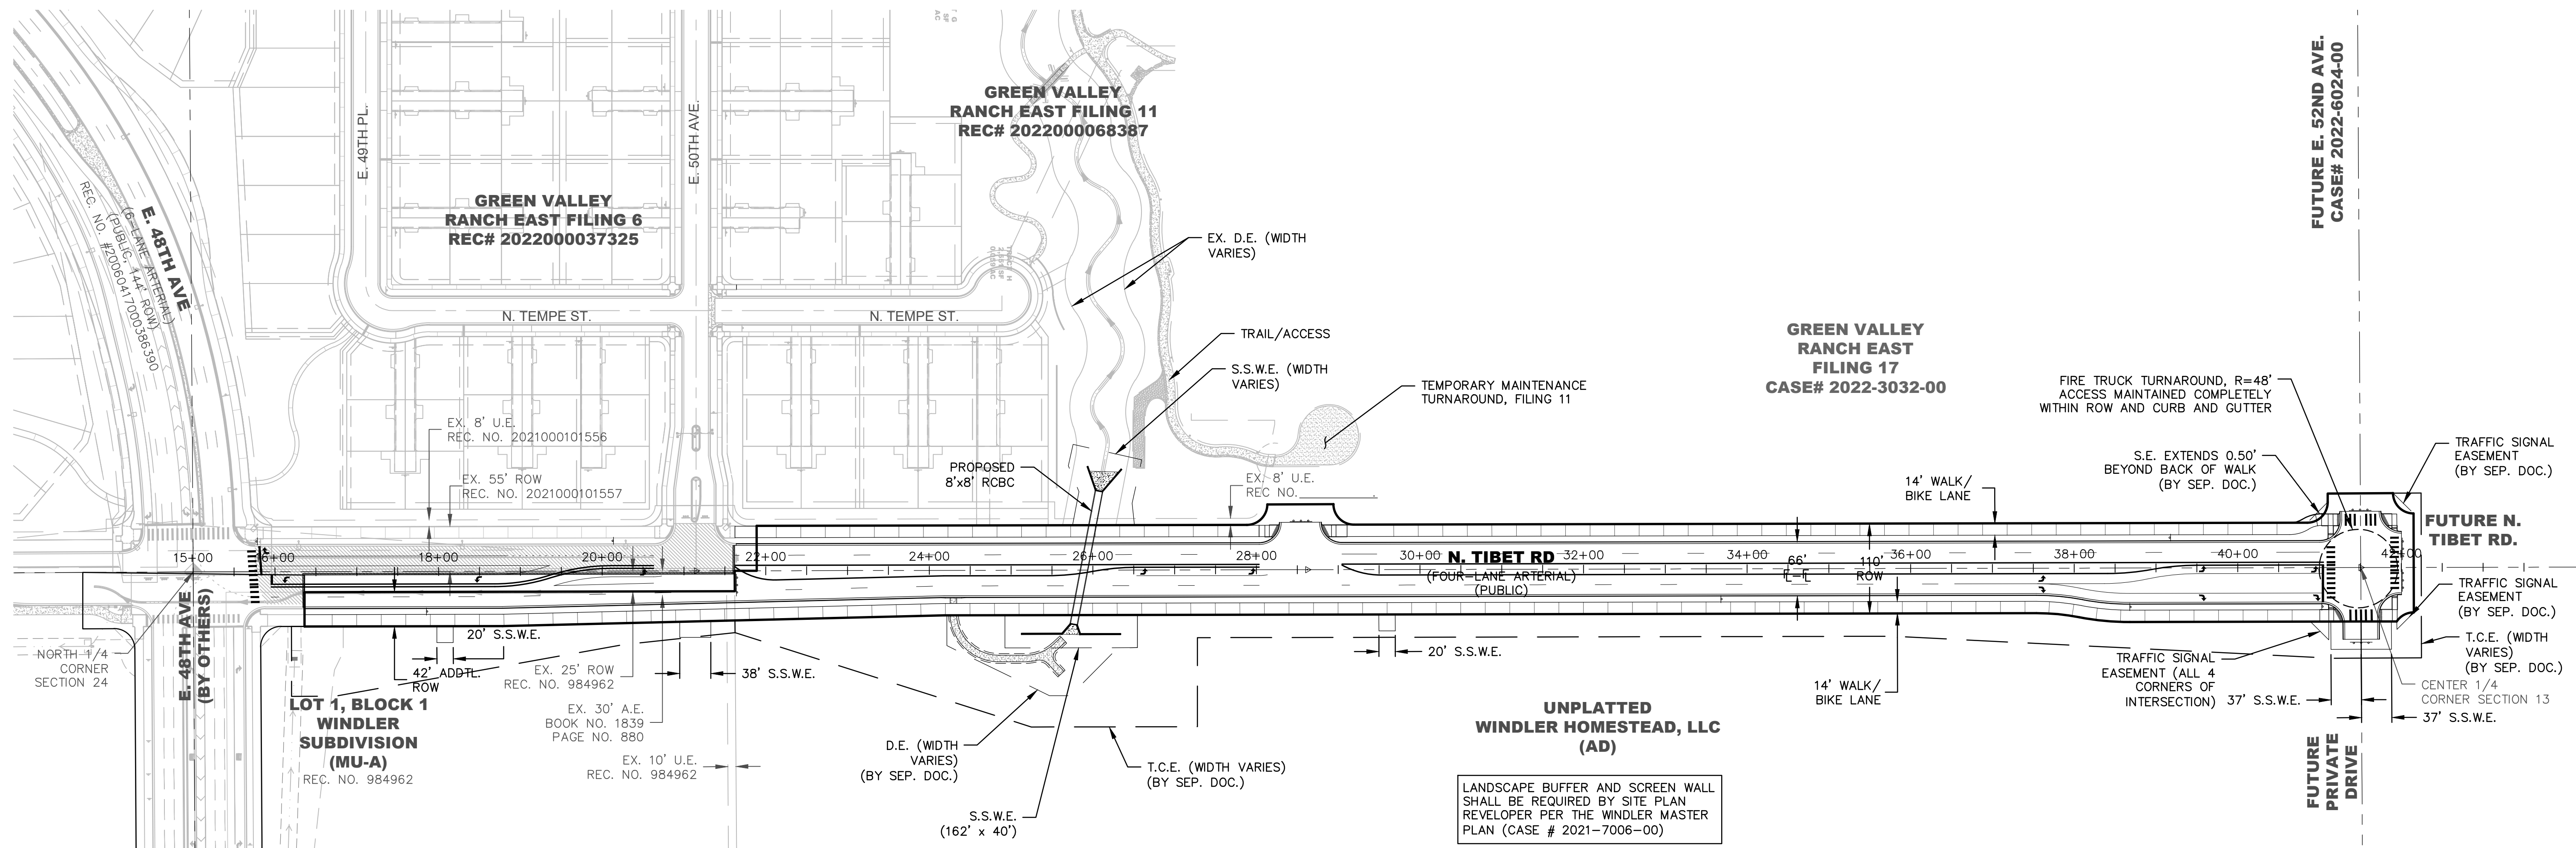 FUTURE E. 52ND AVE.
CASE# 2022-6024-00
GREEN VALLEY
RANCH EAST FILING 11
REC# 2022000068387
E. 49TH PL.
E. 50TH AVE.
GREEN VALLEY
RANCH EAST FILING 6
REC# 2022000037325
E. 48TH AVE
(6-LANE ARTERIAL)
(PUBLIC, 144' ROW)
REC. NO. #2006041700038639​0
EX. D.E. (WIDTH
VARIES)
N. TEMPE ST.
N. TEMPE ST.
TRAIL/ACCESS
S.S.W.E. (WIDTH
VARIES)
TEMPORARY MAINTENANCE
TURNAROUND, FILING 11
GREEN VALLEY
RANCH EAST
FILING 17
CASE# 2022-3032-00
FIRE TRUCK TURNAROUND, R=48'
ACCESS MAINTAINED COMPLETELY
WITHIN ROW AND CURB AND GUTTER
TRAFFIC SIGNAL
EASEMENT
(BY SEP. DOC.)
S.E. EXTENDS 0.50'
BEYOND BACK OF WALK
(BY SEP. DOC.)
EX. 8' U.E.
REC. NO. 2021000101556
EX. 55' ROW
REC. NO. 2021000101557
PROPOSED
8'x8' RCBC
EX. 8' U.E.
REC NO.
14' WALK/
BIKE LANE
FUTURE N.
TIBET RD.
15+00
16+00
18+00
20+00
22+00
24+00
26+00
28+00
30+00
32+00
34+00
36+00
38+00
40+00
42+00
N. TIBET RD
(FOUR-LANE ARTERIAL)
(PUBLIC)
66'
FL-FL
110'
ROW
TRAFFIC SIGNAL
EASEMENT
(BY SEP. DOC.)
T.C.E. (WIDTH
VARIES)
(BY SEP. DOC.)
E. 48TH AVE
(BY OTHERS)
NORTH 1/4
CORNER
SECTION 24
20' S.S.W.E.
42' ADDTL.
ROW
EX. 25' ROW
REC. NO. 984962
38' S.S.W.E.
20' S.S.W.E.
14' WALK/
BIKE LANE
TRAFFIC SIGNAL
EASEMENT (ALL 4
CORNERS OF
INTERSECTION)
37' S.S.W.E.
CENTER 1/4
CORNER SECTION 13
37' S.S.W.E.
LOT 1, BLOCK 1
WINDLER
SUBDIVISION
(MU-A)
REC. NO. 984962
EX. 30' A.E.
BOOK NO. 1839
PAGE NO. 880
EX. 10' U.E.
REC. NO. 984962
D.E. (WIDTH
VARIES)
(BY SEP. DOC.)
T.C.E. (WIDTH VARIES)
(BY SEP. DOC.)
S.S.W.E.
(162' x 40')
UNPLATTED
WINDLER HOMESTEAD, LLC
(AD)
LANDSCAPE BUFFER AND SCREEN WALL
SHALL BE REQUIRED BY SITE PLAN
REVELOPER PER THE WINDLER MASTER
PLAN (CASE # 2021-7006-00)
FUTURE
PRIVATE
DRIVE